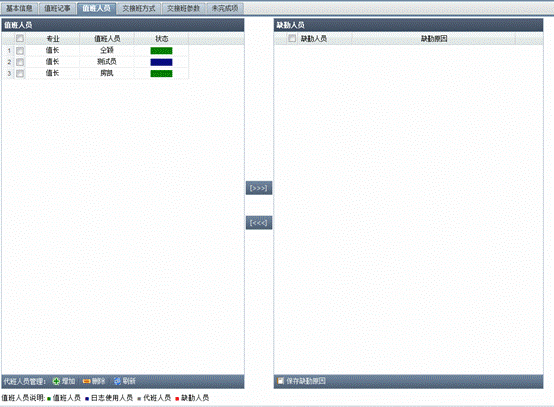 基本信息 值班记事 值班人员 交接班方式 交接班参数 未完成项
值班人员
专业 值班人员 状态
1 值长 仝颖
2 值长 测试员
3 值长 房凯
[>>>]
[<<<]
代班人员管理： 增加 删除 刷新
缺勤人员
缺勤人员 缺勤原因
保存缺勤原因
值班人员说明: 值班人员 日志使用人员 代班人员 缺勤人员